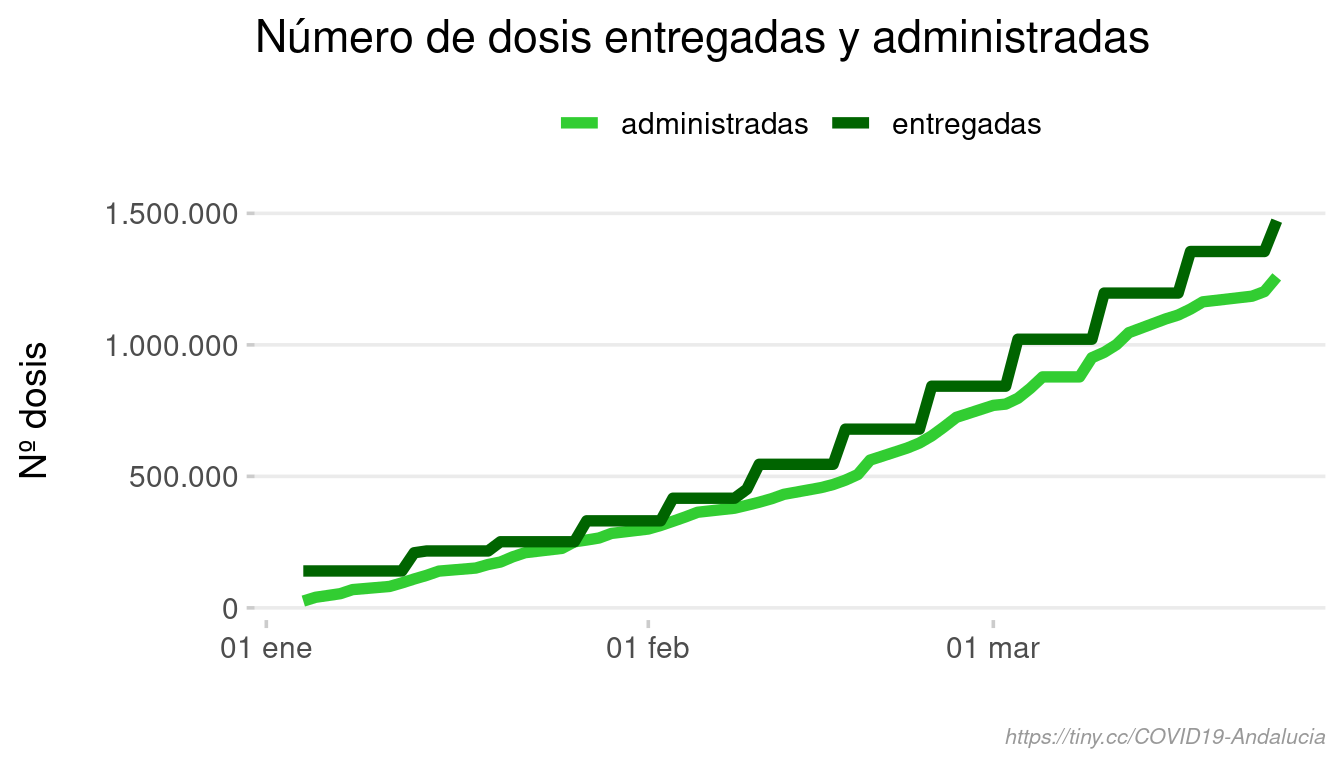 Número de dosis entregadas y administradas
administradas entregadas
1.500.000
1.000.000
500.000
0
Nº dosis
01 ene 01 feb 01 mar
https://tiny.cc/COVID19-Andalucia